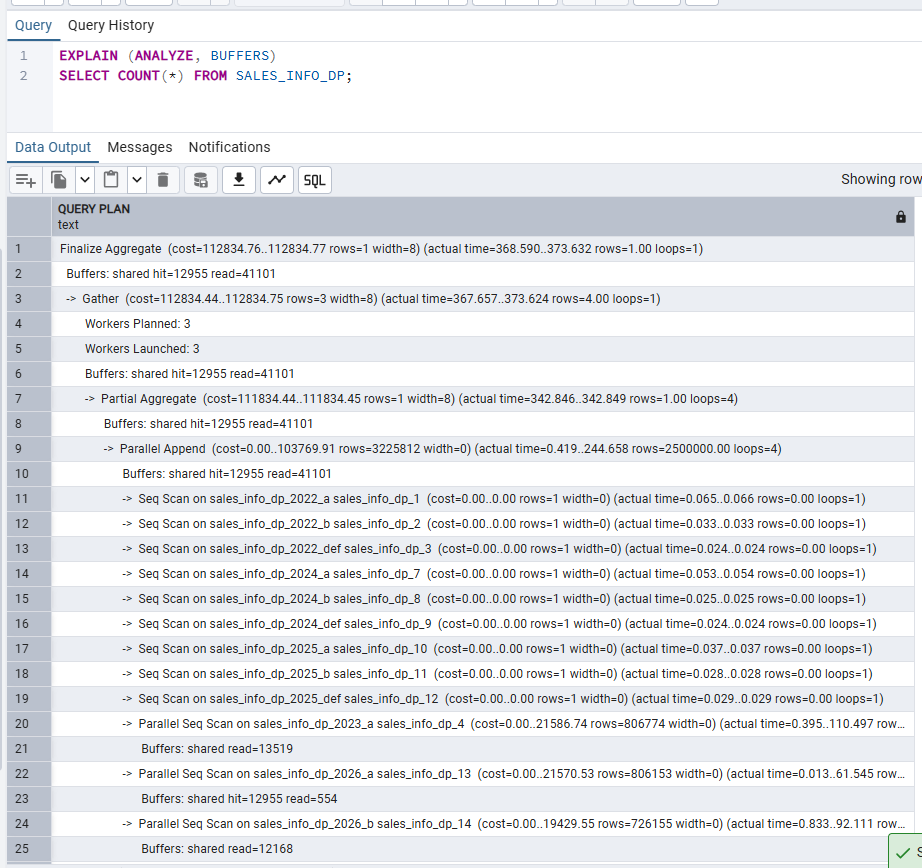 Query Query History
1 EXPLAIN (ANALYZE, BUFFERS)
2 SELECT COUNT(*) FROM SALES_INFO_DP;
Data Output Messages Notifications
SQL Showing row
QUERY PLAN
text
1 Finalize Aggregate (cost=112834.76..112834.77 rows=1 width=8) (actual time=368.590..373.632 rows=1.00 loops=1)
2 Buffers: shared hit=12955 read=41101
3 -> Gather (cost=112834.44..112834.75 rows=3 width=8) (actual time=367.657..373.624 rows=4.00 loops=1)
4 Workers Planned: 3
5 Workers Launched: 3
6 Buffers: shared hit=12955 read=41101
7 -> Partial Aggregate (cost=111834.44..111834.45 rows=1 width=8) (actual time=342.846..342.849 rows=1.00 loops=4)
8 Buffers: shared hit=12955 read=41101
9 -> Parallel Append (cost=0.00..103769.91 rows=3225812 width=0) (actual time=0.419..244.658 rows=2500000.00 loops=4)
10 Buffers: shared hit=12955 read=41101
11 -> Seq Scan on sales_info_dp_2022_a sales_info_dp_1 (cost=0.00..0.00 rows=1 width=0) (actual time=0.065..0.066 rows=0.00 loops=1)
12 -> Seq Scan on sales_info_dp_2022_b sales_info_dp_2 (cost=0.00..0.00 rows=1 width=0) (actual time=0.033..0.033 rows=0.00 loops=1)
13 -> Seq Scan on sales_info_dp_2022_def sales_info_dp_3 (cost=0.00..0.00 rows=1 width=0) (actual time=0.024..0.024 rows=0.00 loops=1)
14 -> Seq Scan on sales_info_dp_2024_a sales_info_dp_7 (cost=0.00..0.00 rows=1 width=0) (actual time=0.053..0.054 rows=0.00 loops=1)
15 -> Seq Scan on sales_info_dp_2024_b sales_info_dp_8 (cost=0.00..0.00 rows=1 width=0) (actual time=0.025..0.025 rows=0.00 loops=1)
16 -> Seq Scan on sales_info_dp_2024_def sales_info_dp_9 (cost=0.00..0.00 rows=1 width=0) (actual time=0.024..0.024 rows=0.00 loops=1)
17 -> Seq Scan on sales_info_dp_2025_a sales_info_dp_10 (cost=0.00..0.00 rows=1 width=0) (actual time=0.037..0.037 rows=0.00 loops=1)
18 -> Seq Scan on sales_info_dp_2025_b sales_info_dp_11 (cost=0.00..0.00 rows=1 width=0) (actual time=0.028..0.028 rows=0.00 loops=1)
19 -> Seq Scan on sales_info_dp_2025_def sales_info_dp_12 (cost=0.00..0.00 rows=1 width=0) (actual time=0.029..0.029 rows=0.00 loops=1)
20 -> Parallel Seq Scan on sales_info_dp_2023_a sales_info_dp_4 (cost=0.00..21586.74 rows=806774 width=0) (actual time=0.395..110.497 row...
21 Buffers: shared read=13519
22 -> Parallel Seq Scan on sales_info_dp_2026_a sales_info_dp_13 (cost=0.00..21570.53 rows=806153 width=0) (actual time=0.013..61.545 row...
23 Buffers: shared hit=12955 read=554
24 -> Parallel Seq Scan on sales_info_dp_2026_b sales_info_dp_14 (cost=0.00..19429.55 rows=726155 width=0) (actual time=0.833..92.111 row...
25 Buffers: shared read=12168